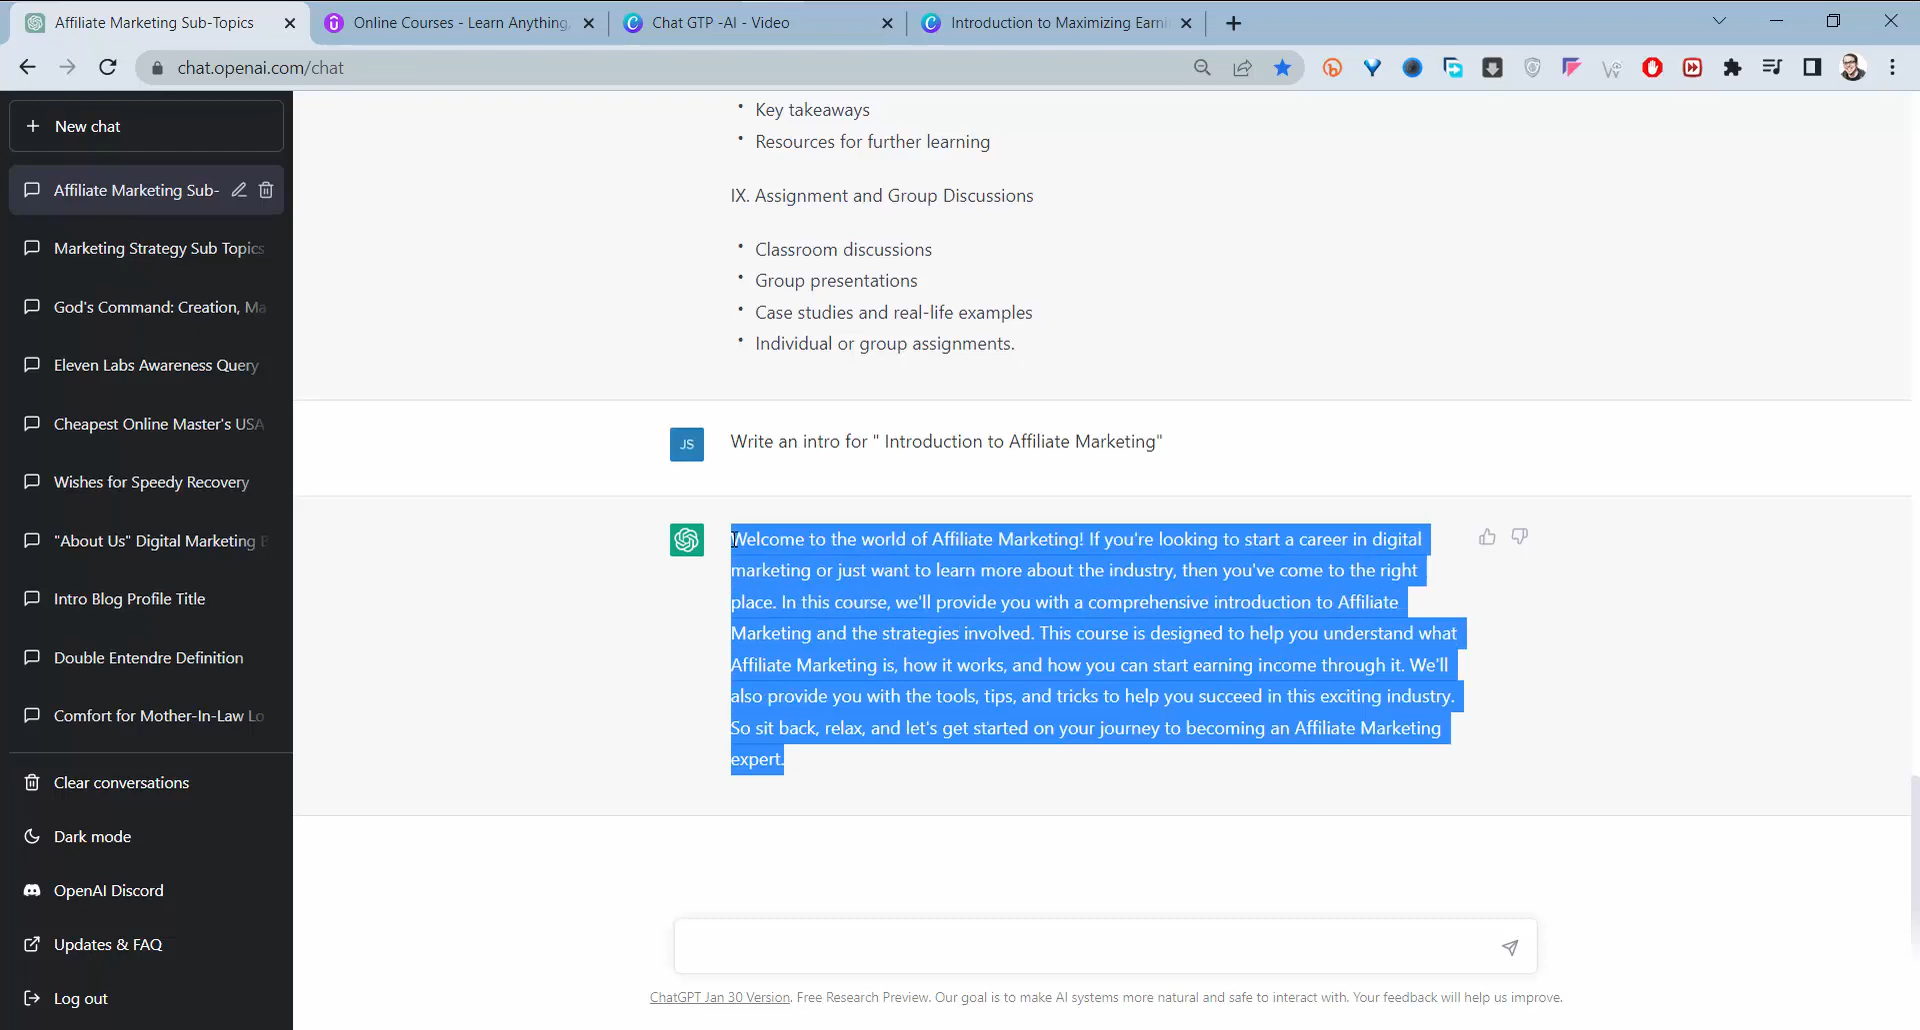 Affiliate Marketing Sub-Topics
Online Courses - Learn Anything,
Chat GTP -AI - Video
Introduction to Maximizing Earni
chat.openai.com/chat
New chat
Affiliate Marketing Sub-
Marketing Strategy Sub Topics
God's Command: Creation, Ma
Eleven Labs Awareness Query
Cheapest Online Master's USA
Wishes for Speedy Recovery
"About Us" Digital Marketing B
Intro Blog Profile Title
Double Entendre Definition
Comfort for Mother-In-Law Lo
Clear conversations
Dark mode
OpenAI Discord
Updates & FAQ
Log out
• Key takeaways
• Resources for further learning
IX. Assignment and Group Discussions
• Classroom discussions
• Group presentations
• Case studies and real-life examples
• Individual or group assignments.
JS
Write an intro for " Introduction to Affiliate Marketing"
Welcome to the world of Affiliate Marketing! If you're looking to start a career in digital
marketing or just want to learn more about the industry, then you've come to the right
place. In this course, we'll provide you with a comprehensive introduction to Affiliate
Marketing and the strategies involved. This course is designed to help you understand what
Affiliate Marketing is, how it works, and how you can start earning income through it. We'll
also provide you with the tools, tips, and tricks to help you succeed in this exciting industry.
So sit back, relax, and let's get started on your journey to becoming an Affiliate Marketing
expert.
ChatGPT Jan 30 Version. Free Research Preview. Our goal is to make AI systems more natural and safe to interact with. Your feedback will help us improve.